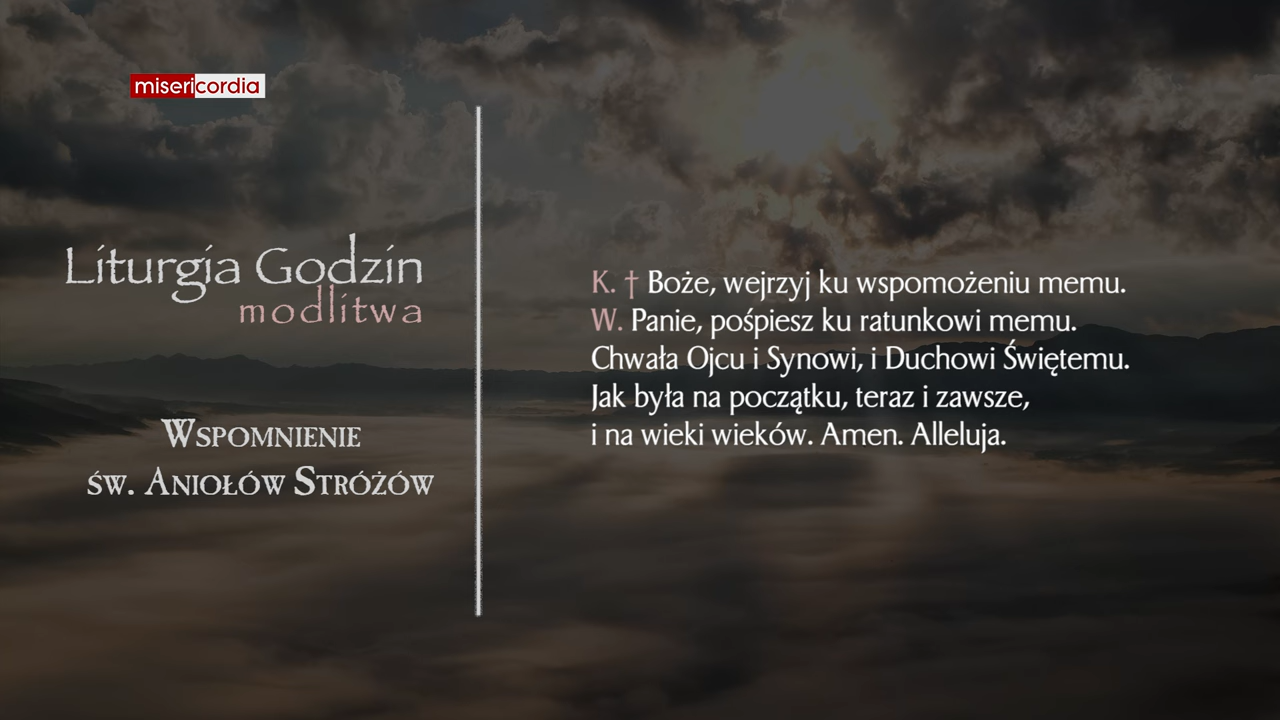 misericordia
Liturgia Godzin
modlitwa
Wspomnienie
św. Aniołów Stróżów
K. † Boże, wejrzyj ku wspomożeniu memu.
W. Panie, pośpiesz ku ratunkowi memu.
Chwała Ojcu i Synowi, i Duchowi Świętemu.
Jak była na początku, teraz i zawsze,
i na wieki wieków. Amen. Alleluja.